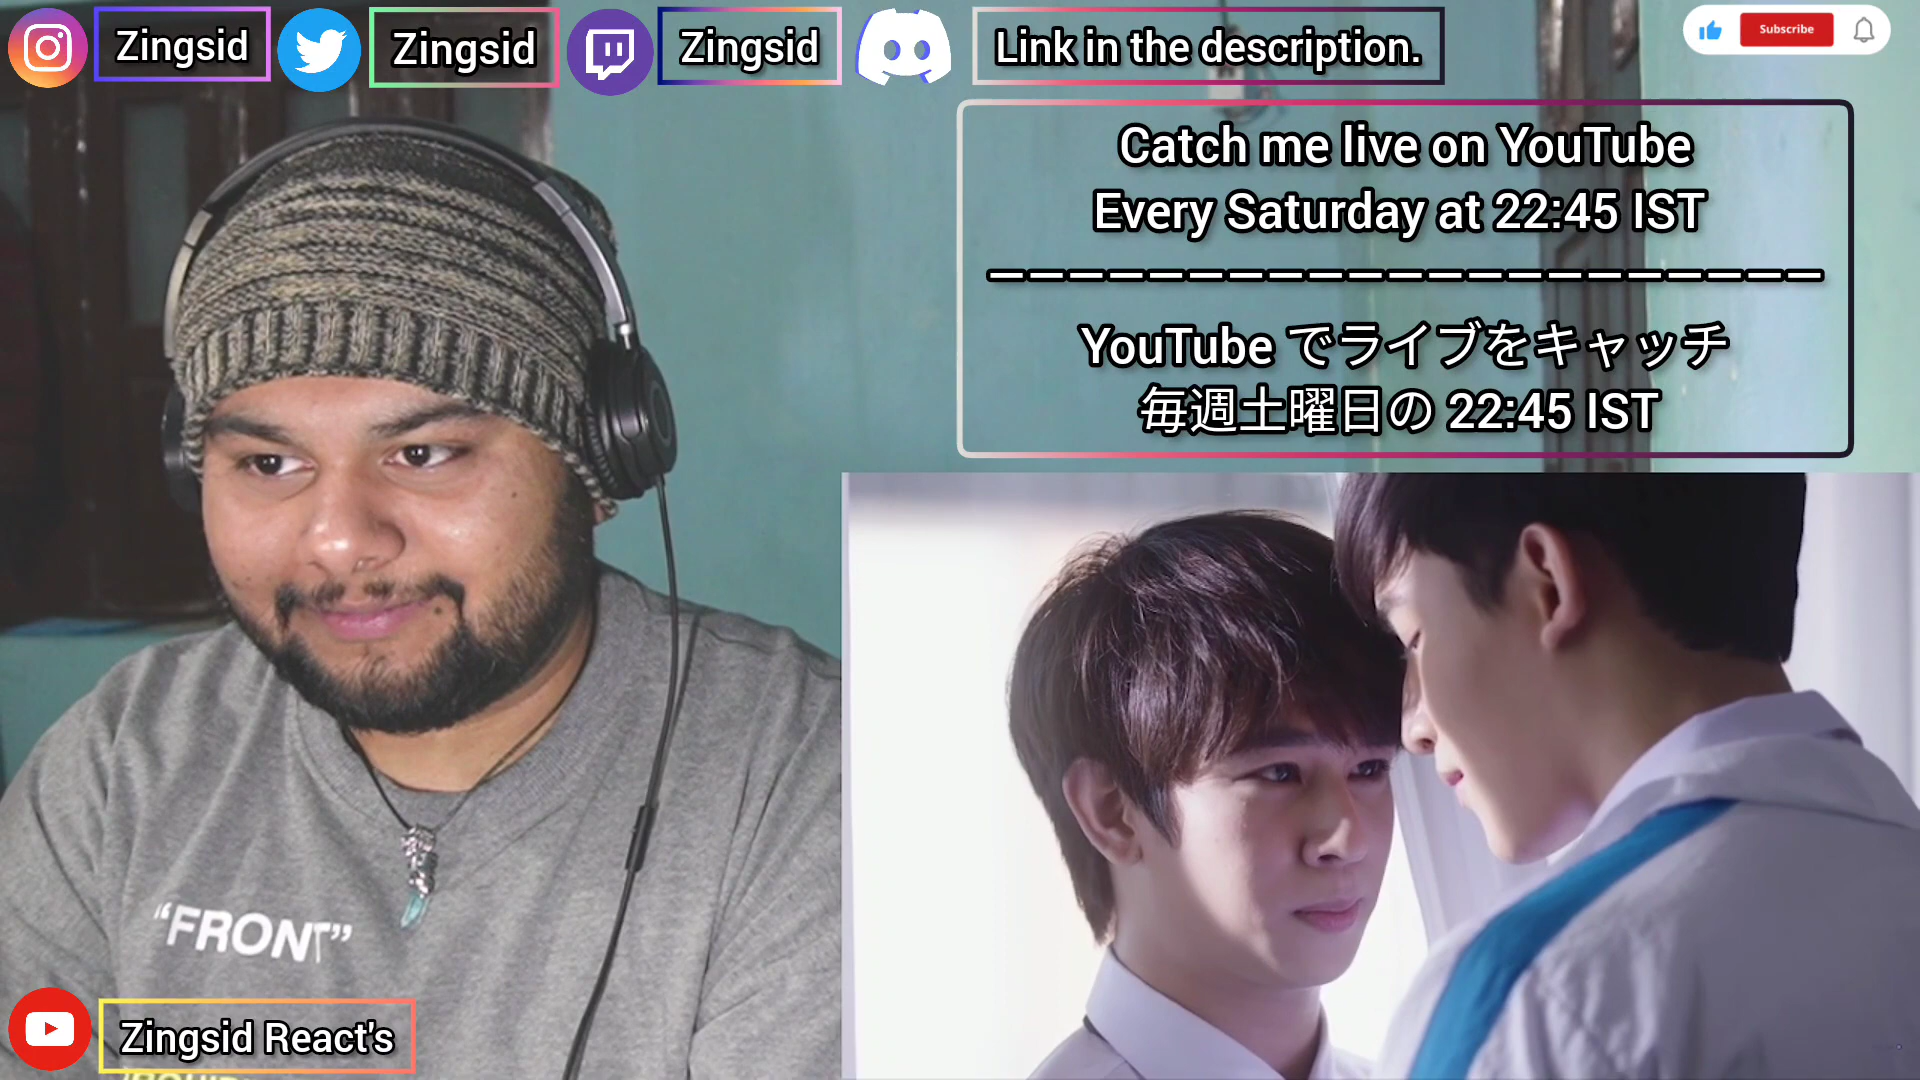 Zingsid
Zingsid
Zingsid
Link in the description.
Subscribe
Catch me live on YouTube
Every Saturday at 22:45 IST
YouTube でライブをキャッチ
毎週土曜日の 22:45 IST
“FRONT”
Zingsid React's